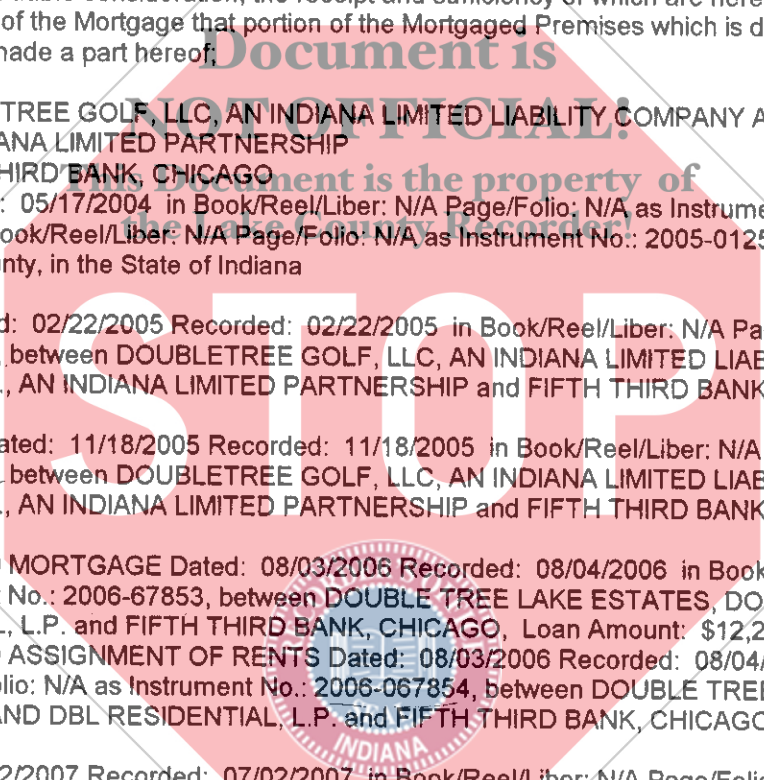 of the Mortgage that portion of the Mortgaged Premises which is d
made a part hereof;
Document is
TREE GOLF, LLC, AN INDIANA LIMITED LIABILITY COMPANY A
NOT OFFICIAL!
ANA LIMITED PARTNERSHIP
HIRD BANK, CHICAGO
This Document is the property of
: 05/17/2004 in Book/Reel/Liber: N/A Page/Folio: N/A as Instrume
the Lake County Recorder!
ook/Reel/Liber: N/A Page/Folio: N/A as Instrument No.: 2005-0125
nty, in the State of Indiana
STOP
d: 02/22/2005 Recorded: 02/22/2005 in Book/Reel/Liber: N/A Pa
, between DOUBLETREE GOLF, LLC, AN INDIANA LIMITED LIAB
., AN INDIANA LIMITED PARTNERSHIP and FIFTH THIRD BANK
ated: 11/18/2005 Recorded: 11/18/2005 in Book/Reel/Liber: N/A
between DOUBLETREE GOLF, LLC, AN INDIANA LIMITED LIAB
., AN INDIANA LIMITED PARTNERSHIP and FIFTH THIRD BANK
MORTGAGE Dated: 08/03/2006 Recorded: 08/04/2006 in Book
No.: 2006-67853, between DOUBLE TREE LAKE ESTATES, DO
L, L.P. and FIFTH THIRD BANK, CHICAGO, Loan Amount: $12,2
ASSIGNMENT OF RENTS Dated: 08/03/2006 Recorded: 08/04/
lio: N/A as Instrument No.: 2006-067854, between DOUBLE TREE
AND DBL RESIDENTIAL, L.P. and FIFTH THIRD BANK, CHICAGO
INDIANA
2/2007 Recorded: 07/02/2007 in Book/Reel/Liber: N/A Page/Folio